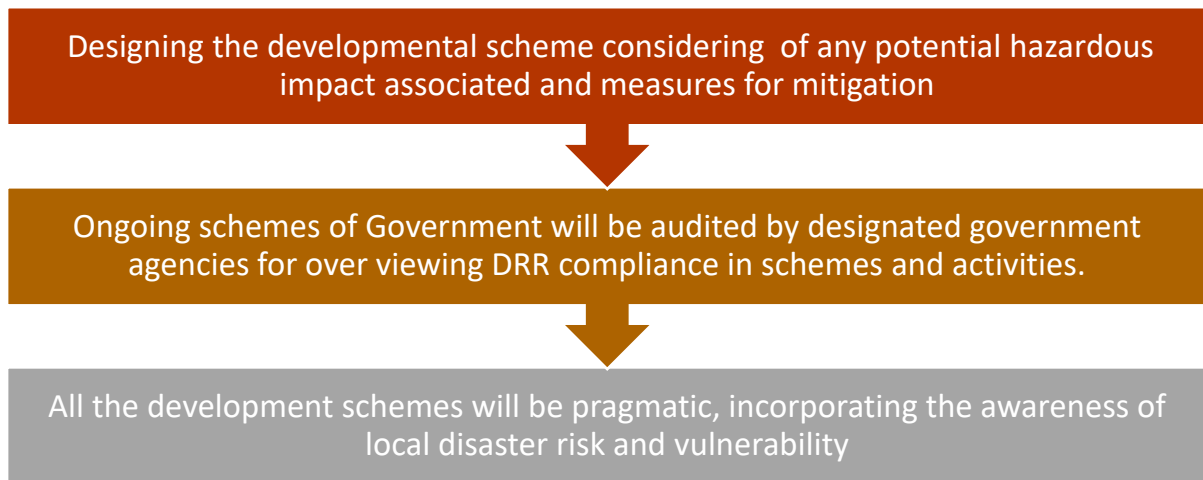 Designing the developmental scheme considering  of any potential hazardous
impact associated and measures for mitigation
Ongoing schemes of Government will be audited by designated government
agencies for over viewing DRR compliance in schemes and activities.
All the development schemes will be pragmatic, incorporating the awareness of
local disaster risk and vulnerability